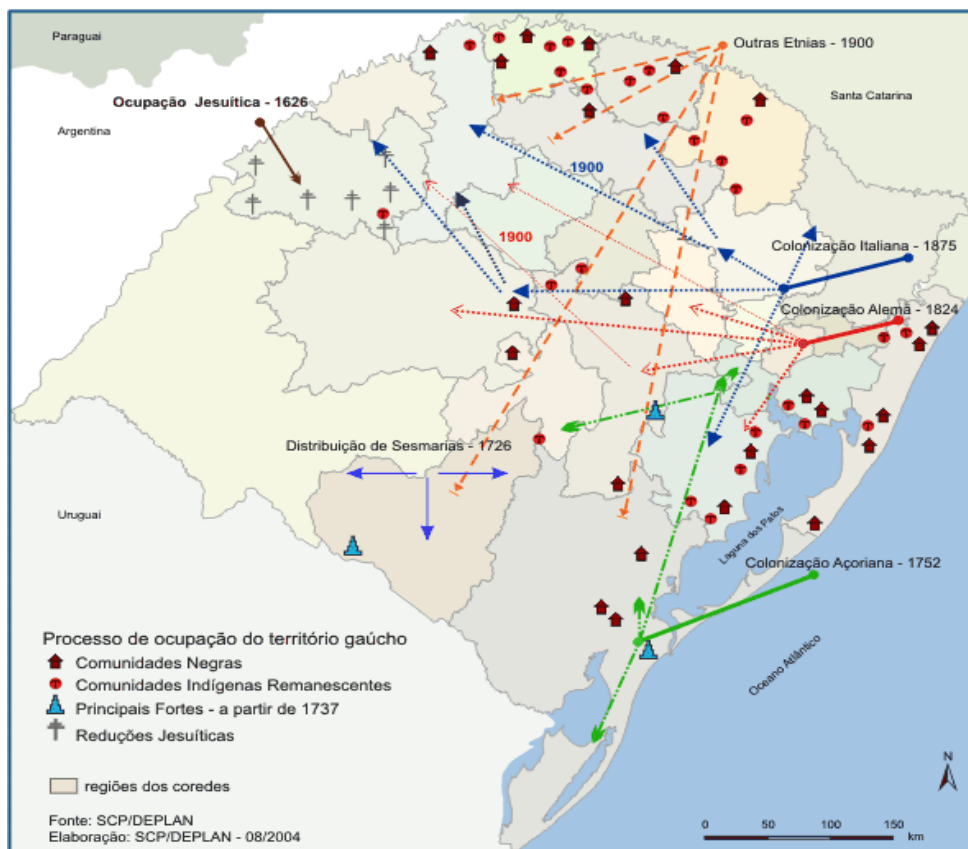 Paraguai
Outras Etnias - 1900
Ocupação Jesuítica - 1626
Santa Catarina
Argentina
1900
1900
Colonização Italiana - 1875
Colonização Alemã - 1824
Distribuição de Sesmarias - 1726
Uruguai
Laguna dos Patos
Colonização Açoriana - 1752
Oceano Atlântico
Processo de ocupação do território gaúcho
Comunidades Negras
Comunidades Indígenas Remanescentes
Principais Fortes - a partir de 1737
Reduções Jesuíticas
regiões dos coredes
Fonte: SCP/DEPLAN
Elaboração: SCP/DEPLAN - 08/2004
N
0 50 100 150
km